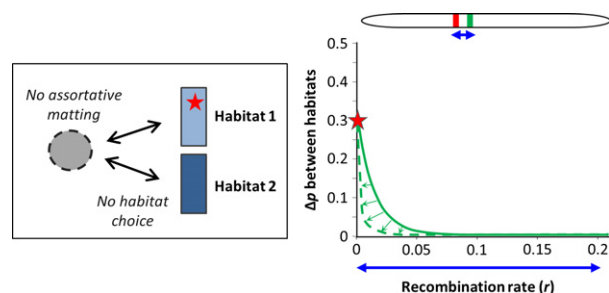 No assortative
matting
Habitat 1
Habitat 2
No habitat
choice
Δp between habitats
0.5
0.4
0.3
0.2
0.1
0
0
0.05
0.1
0.15
0.2
Recombination rate (r)